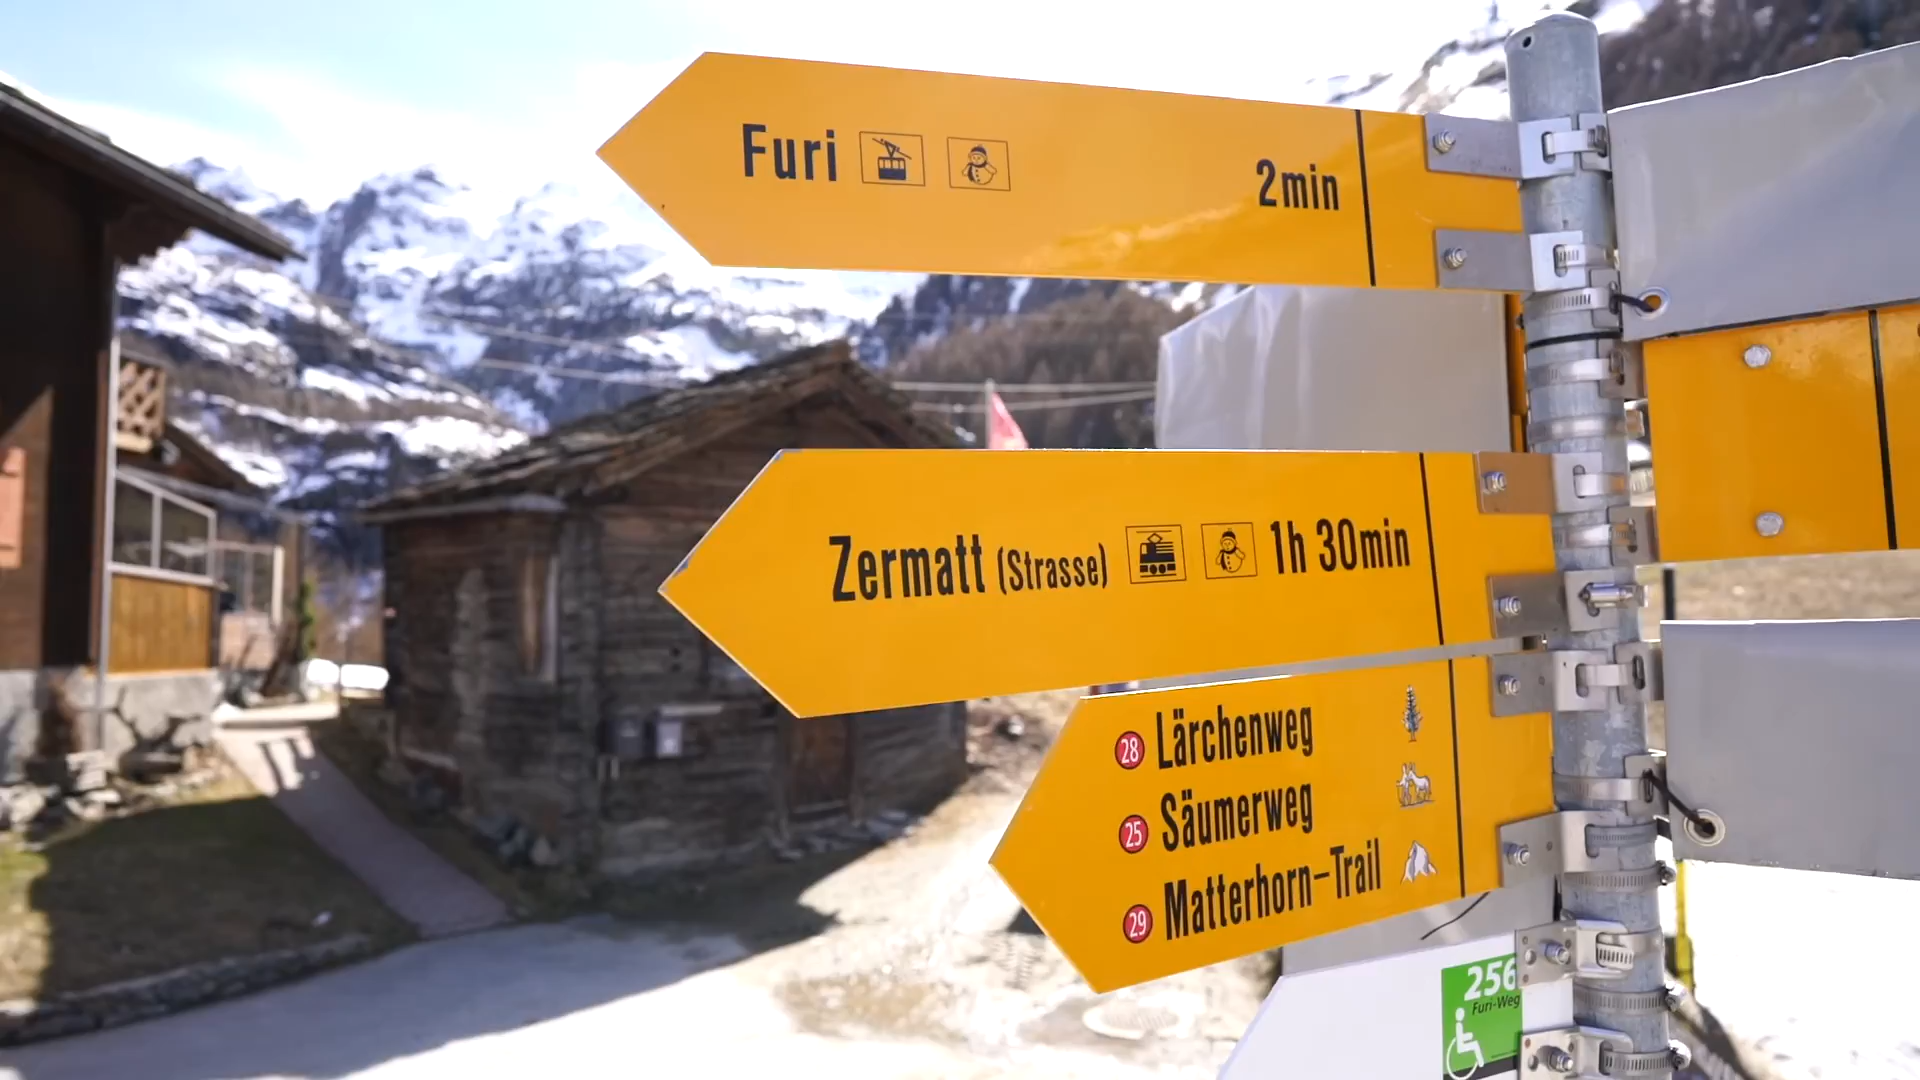 Furi 2min
Zermatt (Strasse) 1h 30min
28 Lärchenweg
25 Säumerweg
29 Matterhorn-Trail
256
Furi-Weg